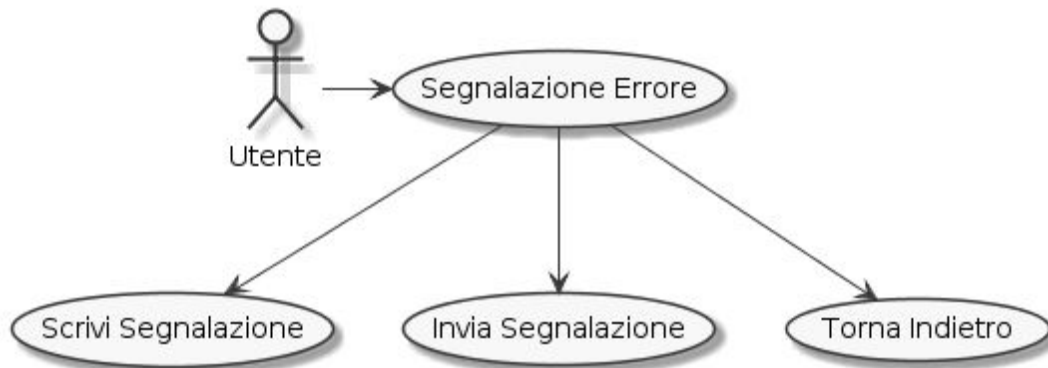 Segnalazione Errore
Utente
Scrivi Segnalazione
Invia Segnalazione
Torna Indietro